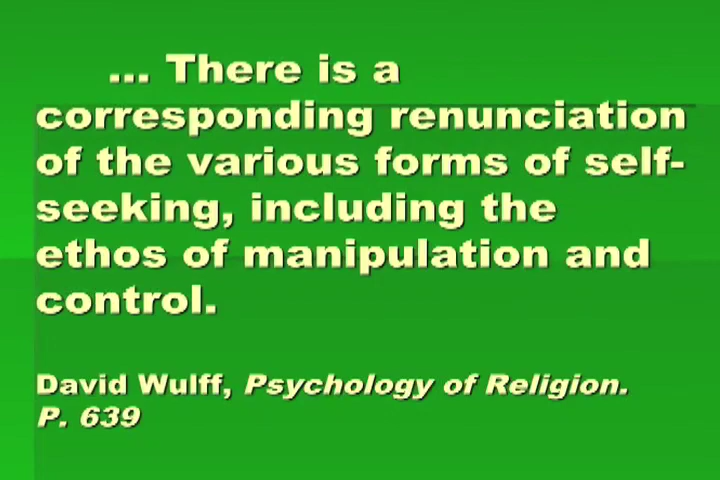 ... There is a
corresponding renunciation
of the various forms of self-
seeking, including the
ethos of manipulation and
control.
David Wulff, Psychology of Religion.
P. 639